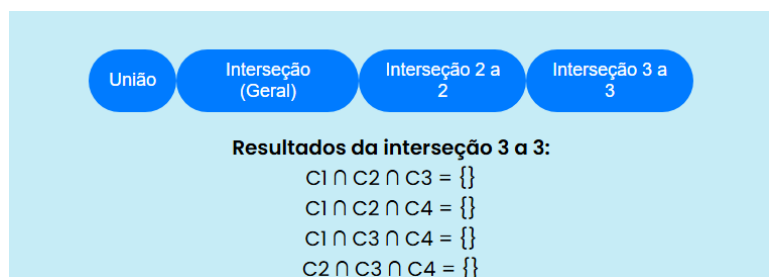 União
Interseção
(Geral)
Interseção 2 a
2
Interseção 3 a
3
Resultados da interseção 3 a 3:
C1 ∩ C2 ∩ C3 = {}
C1 ∩ C2 ∩ C4 = {}
C1 ∩ C3 ∩ C4 = {}
C2 ∩ C3 ∩ C4 = {}